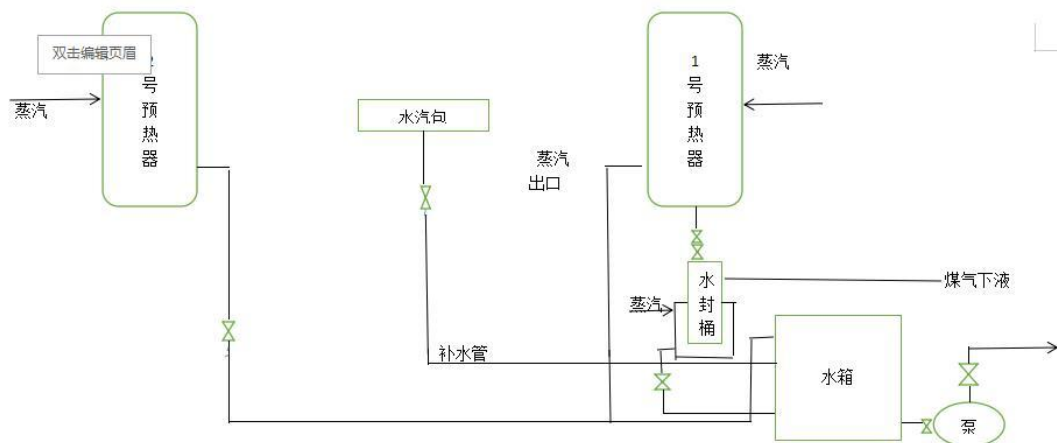 双击编辑页眉
号预热器
蒸汽
水汽包
1号预热器
蒸汽
蒸汽
出口
水封桶
煤气下液
蒸汽
补水管
水箱
泵